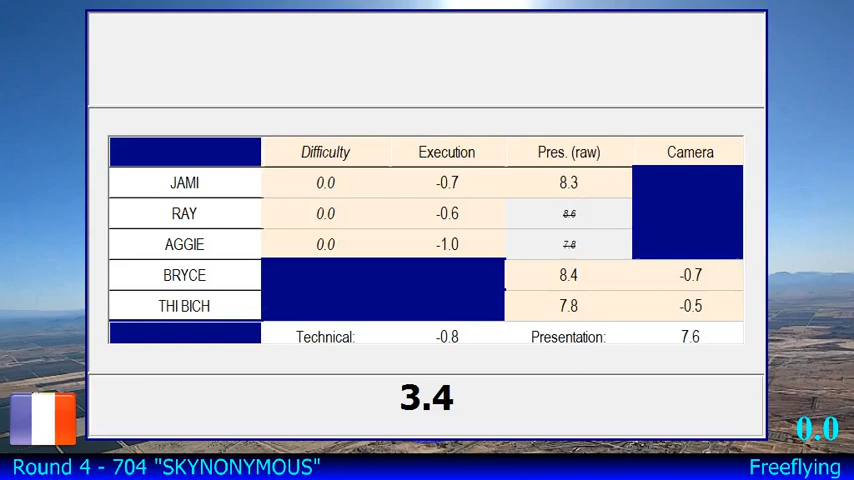 Difficulty Execution Pres. (raw) Camera
JAMI 0.0 -0.7 8.3
RAY 0.0 -0.6 8.6
AGGIE 0.0 -1.0 7.8
BRYCE 8.4 -0.7
THI BICH 7.8 -0.5
Technical: -0.8 Presentation: 7.6
3.4
0.0
Round 4 - 704 "SKYNONYMOUS" Freeflying